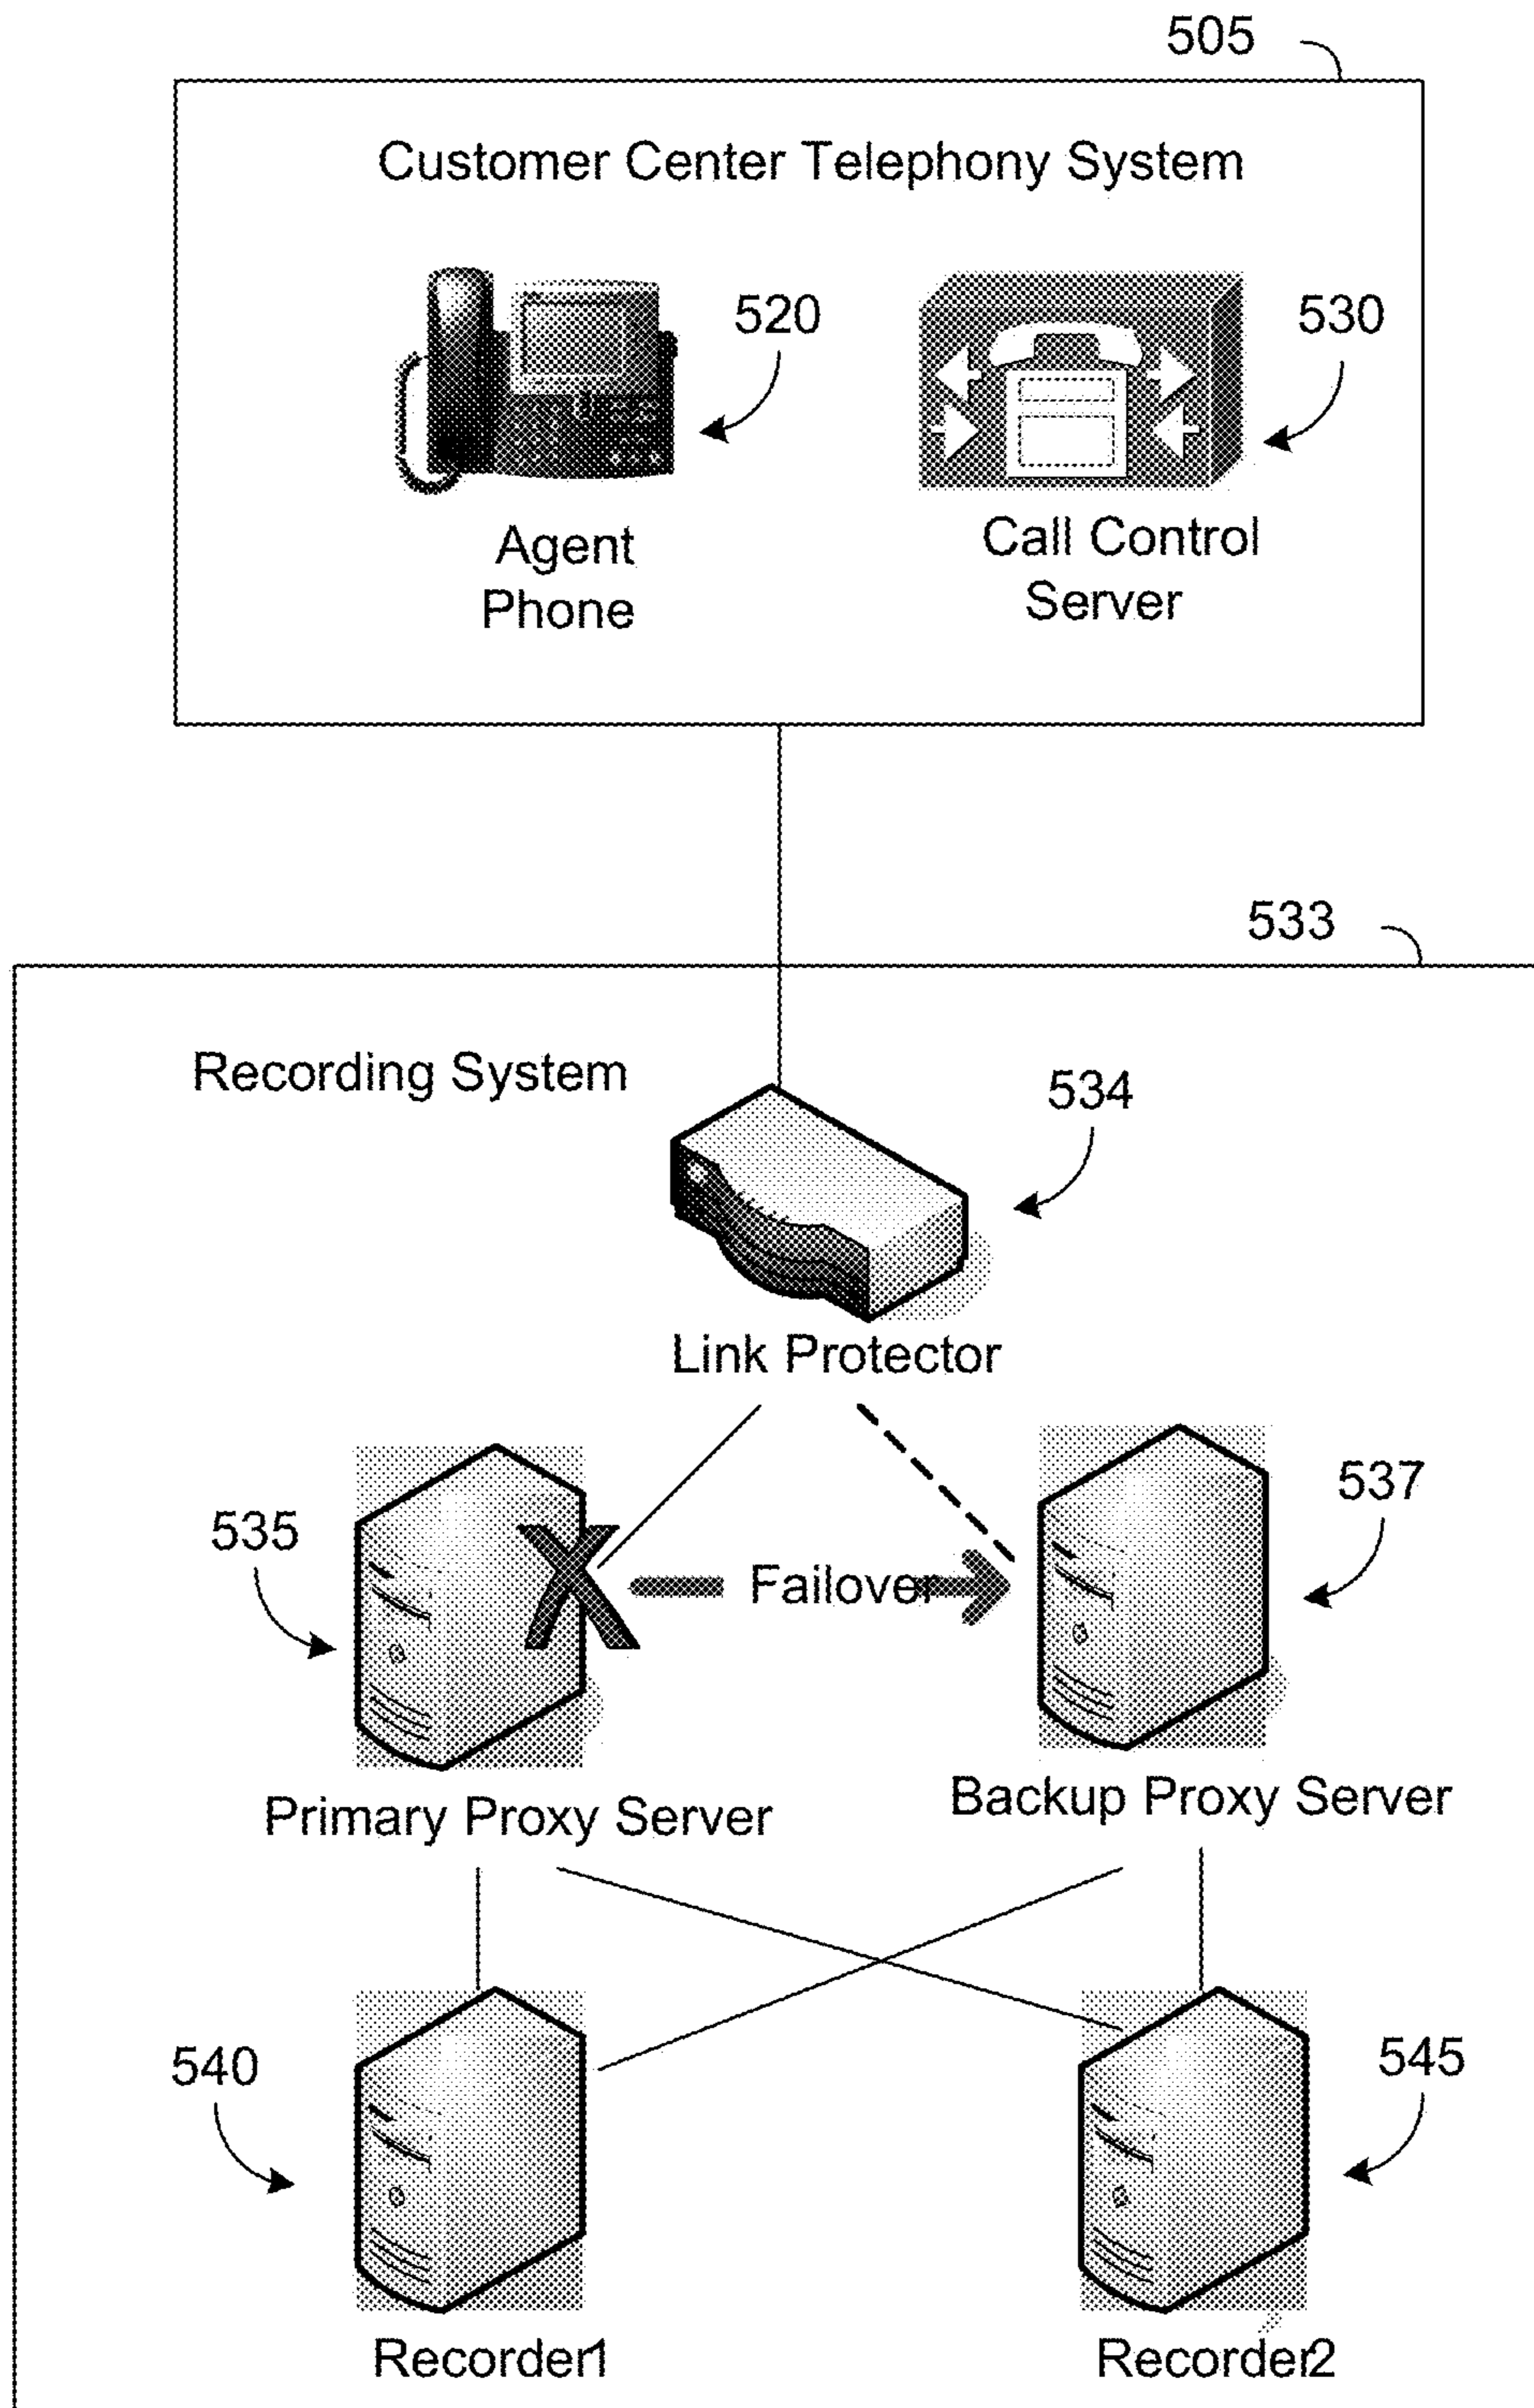 505
Customer Center Telephony System
520
530
Agent
Phone
Call Control
Server
533
Recording System
534
Link Protector
535
X
Failover
537
Primary Proxy Server
Backup Proxy Server
540
545
Recorder1
Recorder2